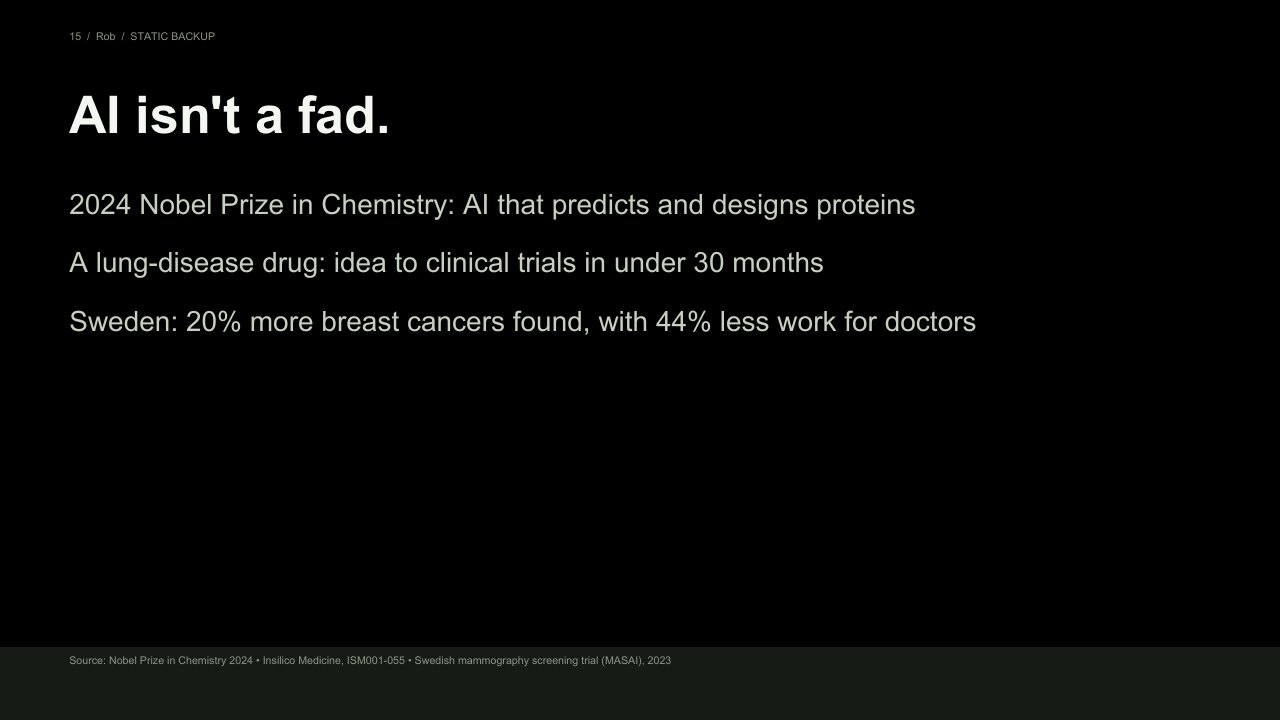 15 / Rob / STATIC BACKUP
AI isn't a fad.
2024 Nobel Prize in Chemistry: AI that predicts and designs proteins
A lung-disease drug: idea to clinical trials in under 30 months
Sweden: 20% more breast cancers found, with 44% less work for doctors
Source: Nobel Prize in Chemistry 2024 • Insilico Medicine, ISM001-055 • Swedish mammography screening trial (MASAI), 2023